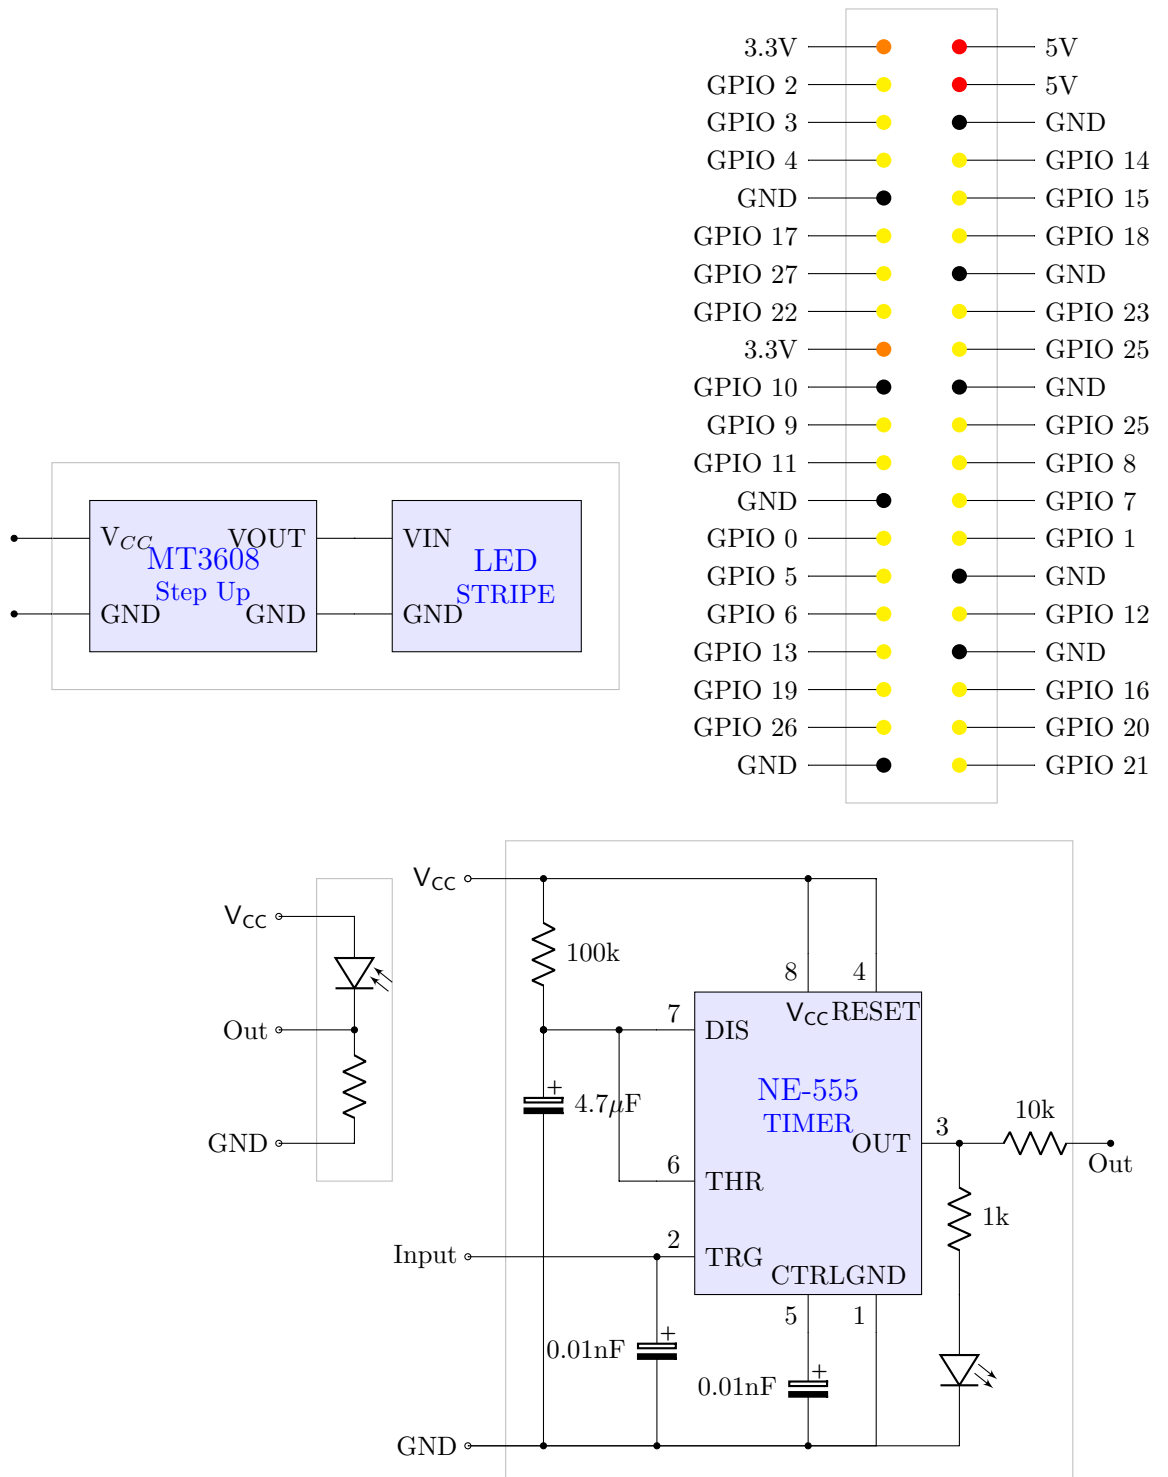 3.3V 5V
GPIO 2 5V
GPIO 3 GND
GPIO 4 GPIO 14
GND GPIO 15
GPIO 17 GPIO 18
GPIO 27 GND
GPIO 22 GPIO 23
3.3V GPIO 25
GPIO 10 GND
GPIO 9 GPIO 25
GPIO 11 GPIO 8
GND GPIO 7
GPIO 0 GPIO 1
GPIO 5 GND
GPIO 6 GPIO 12
GPIO 13 GND
GPIO 19 GPIO 16
GPIO 26 GPIO 20
GND GPIO 21
VCC VOUT
MT3608
Step Up
GND GND
VIN
LED
STRIPE
GND
VCC
Out
GND
VCC
100k
8 4
VCC RESET
7 DIS
NE-555
TIMER
+
4.7μF
OUT 3
10k
Out
6 THR
1k
2 TRG
Input
CTRL GND
5 1
+
0.01nF
+
0.01nF
GND